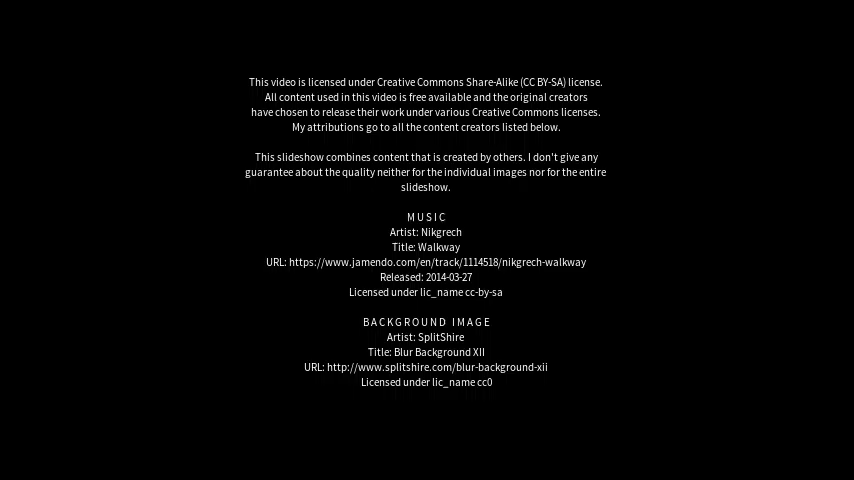 This video is licensed under Creative Commons Share-Alike (CC BY-SA) license.
All content used in this video is free available and the original creators
have chosen to release their work under various Creative Commons licenses.
My attributions go to all the content creators listed below.
This slideshow combines content that is created by others. I don't give any
guarantee about the quality neither for the individual images nor for the entire
slideshow.
MUSIC
Artist: Nikgrech
Title: Walkway
URL: https://www.jamendo.com/en/track/1114518/nikgrech-walkway
Released: 2014-03-27
Licensed under lic_name cc-by-sa
BACKGROUND IMAGE
Artist: SplitShire
Title: Blur Background XII
URL: http://www.splitshire.com/blur-background-xii
Licensed under lic_name cc0